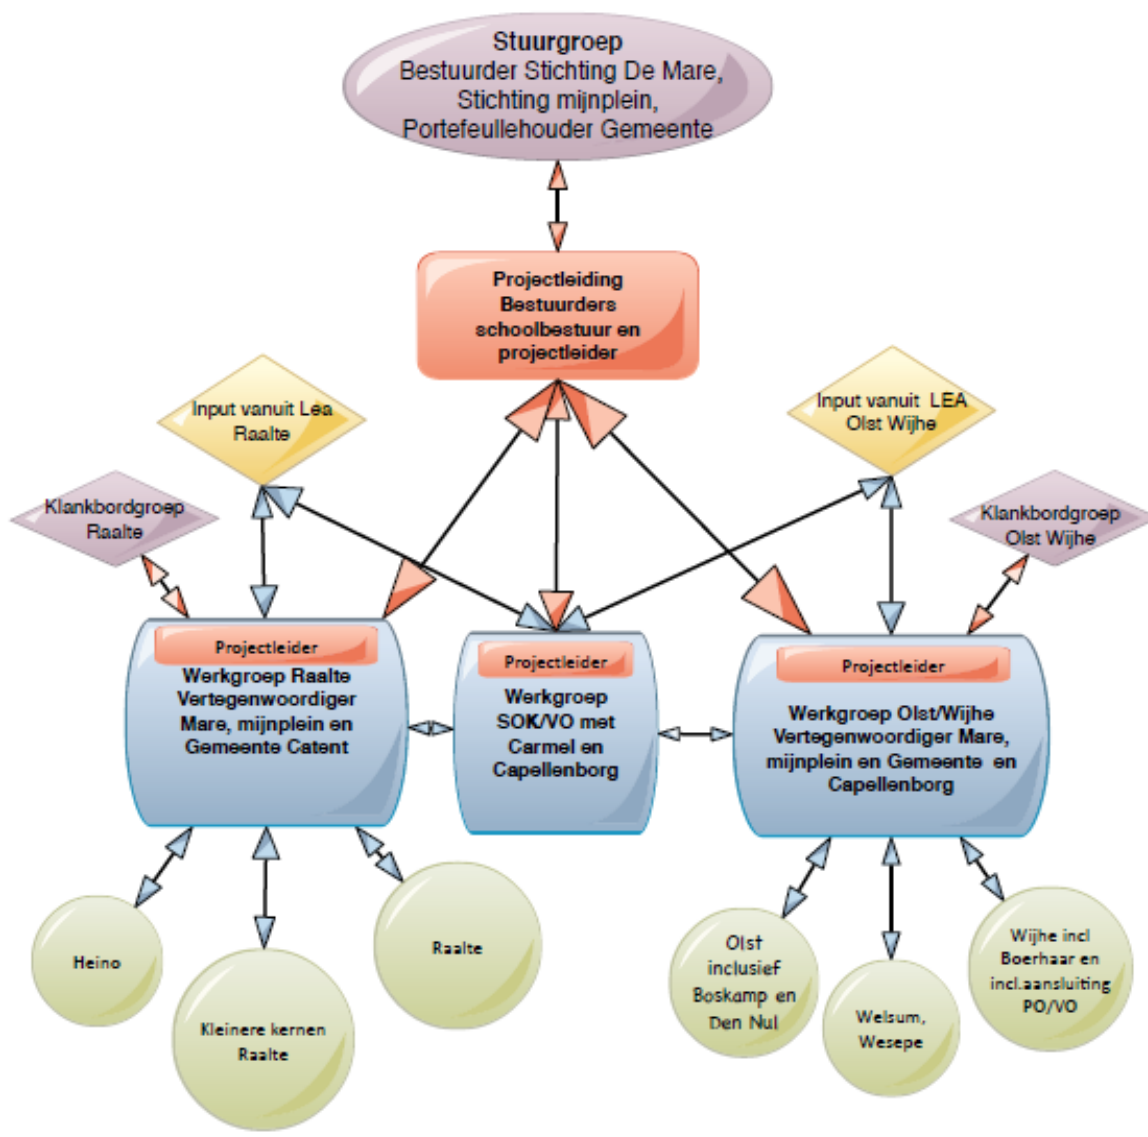 Stuurgroep
Bestuurder Stichting De Mare,
Stichting mijnplein,
Portefeullehouder Gemeente
Projectleiding
Bestuurders
schoolbestuur en
projectleider
Input vanuit Lea
Raalte
Input vanuit LEA
Olst Wijhe
Klankbordgroep
Raalte
Klankbordgroep
Olst Wijhe
Projectleider
Werkgroep Raalte
Vertegenwoordiger
Mare, mijnplein en
Gemeente Catent
Projectleider
Werkgroep
SOK/VO met
Carmel en
Capellenborg
Projectleider
Werkgroep Olst/Wijhe
Vertegenwoordiger Mare,
mijnplein en Gemeente en
Capellenborg
Heino
Kleinere kernen
Raalte
Raalte
Olst
inclusief
Boskamp en
Den Nul
Welsum,
Wesepe
Wijhe incl
Boerhaar en
incl.aansluiting
PO/VO